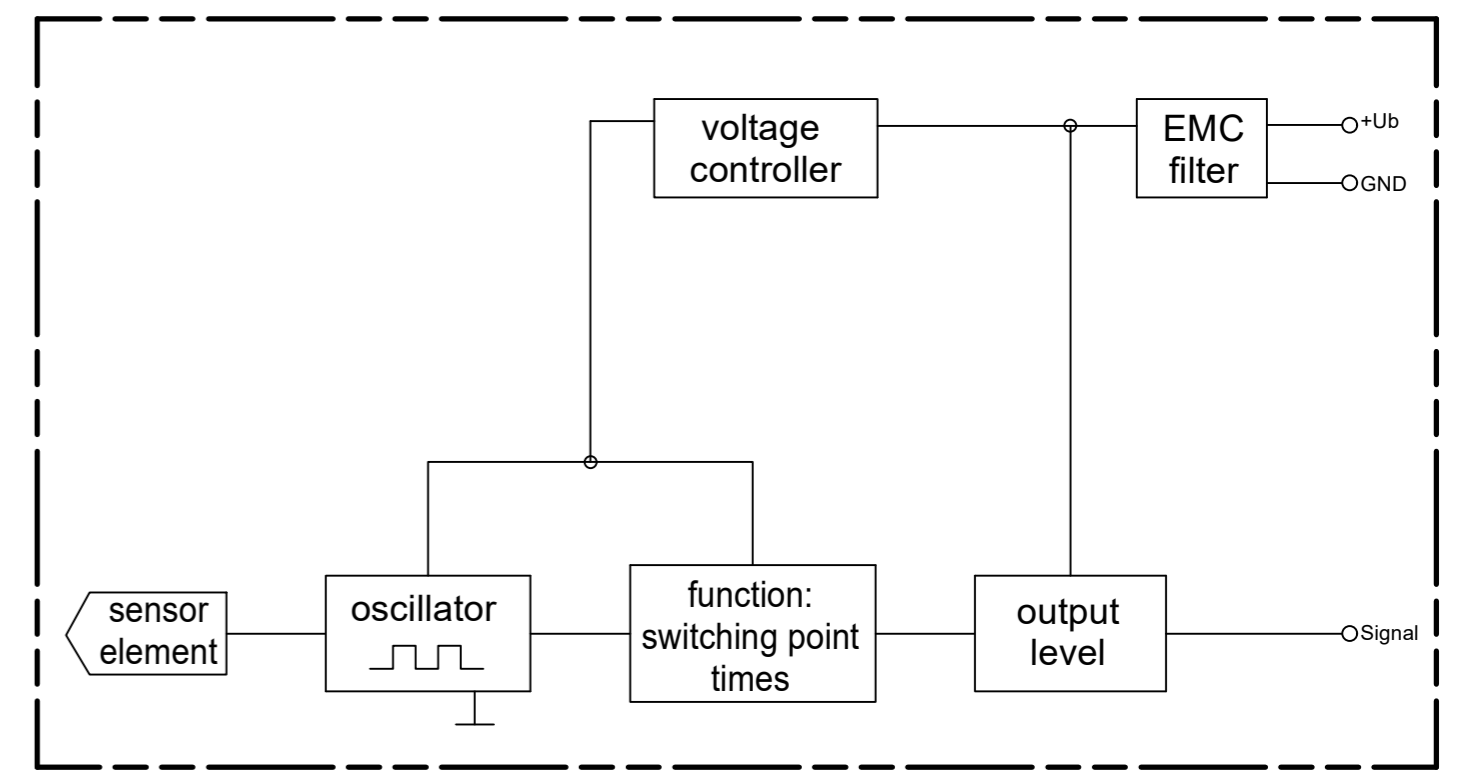 voltage
controller
EMC
filter
+Ub
GND
sensor
element
oscillator
function:
switching point
times
output
level
Signal